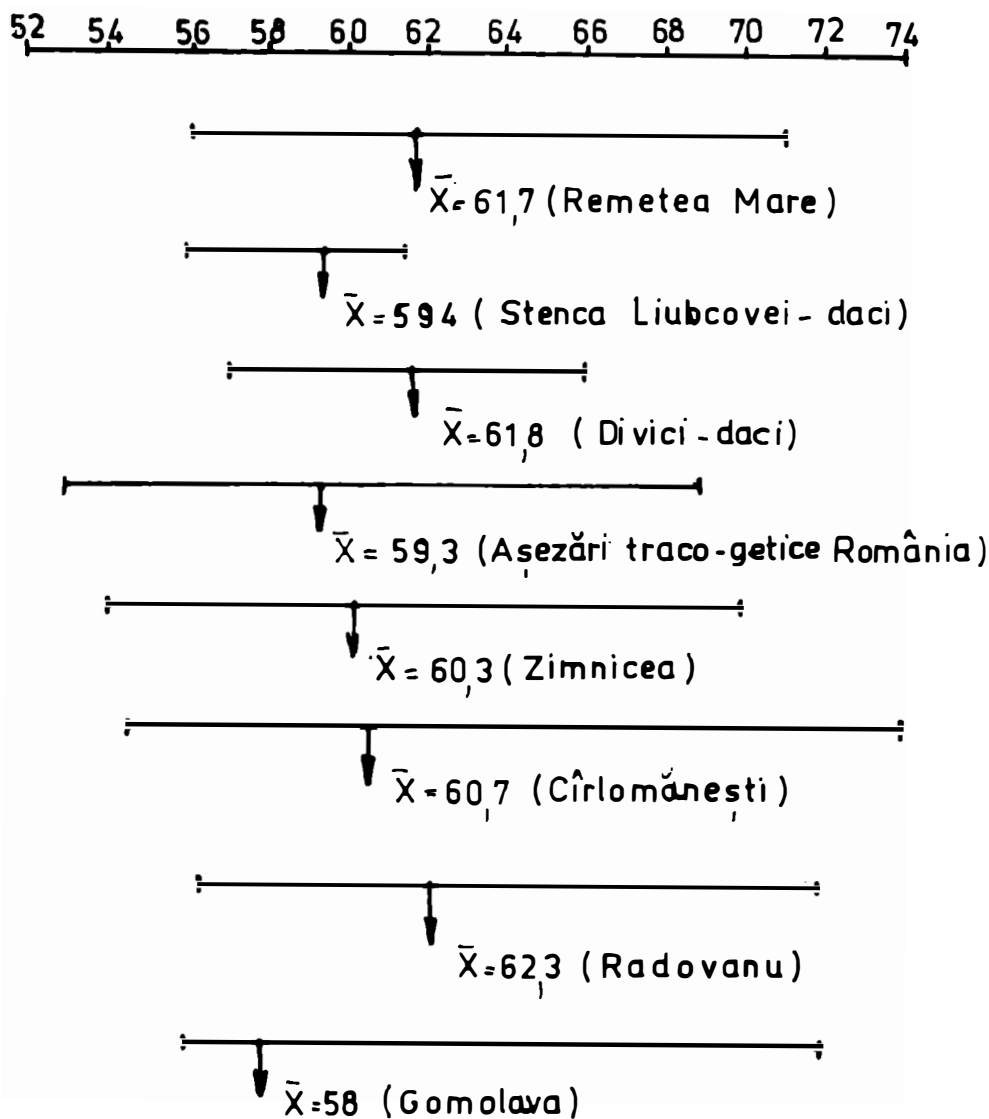 52 54 56 58 60 62 64 66 68 70 72 74
X̄= 61,7 (Remetea Mare)
X̄= 594 ( Stenca Liubcovei - daci)
X̄= 61,8 ( Divici - daci)
X̄ = 59,3 (Așezări traco-getice România)
X̄ = 60,3 ( Zimnicea )
X̄ = 60,7 (Cîrlomănești )
X̄= 62,3 ( Radovanu )
X̄=58 (Gomolava)